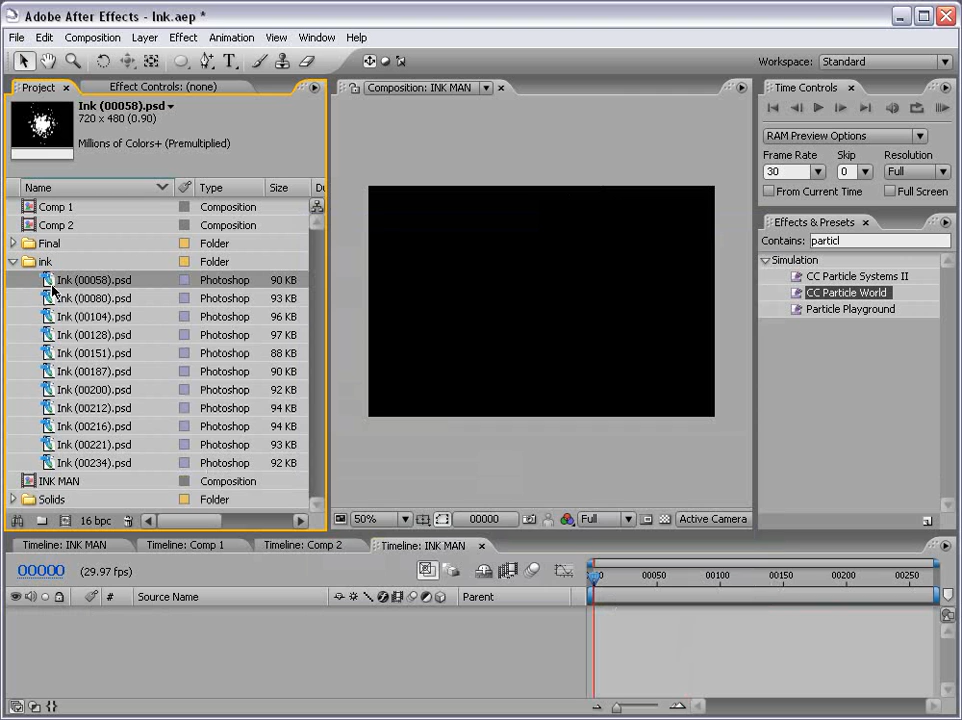 Adobe After Effects - Ink.aep *
File Edit Composition Layer Effect Animation View Window Help
Workspace: Standard
Project × Effect Controls: (none)
Ink (00058).psd
720 x 480 (0.90)
Millions of Colors+ (Premultiplied)
Name Type Size Du
Comp 1 Composition
Comp 2 Composition
Final Folder
ink Folder
Ink (00058).psd Photoshop 90 KB
Ink (00080).psd Photoshop 93 KB
Ink (00104).psd Photoshop 96 KB
Ink (00128).psd Photoshop 97 KB
Ink (00151).psd Photoshop 88 KB
Ink (00187).psd Photoshop 90 KB
Ink (00200).psd Photoshop 92 KB
Ink (00212).psd Photoshop 94 KB
Ink (00216).psd Photoshop 94 KB
Ink (00221).psd Photoshop 93 KB
Ink (00234).psd Photoshop 92 KB
INK MAN Composition
Solids Folder
16 bpc
Composition: INK MAN
50% 00000 Full Active Camera
Time Controls
RAM Preview Options
Frame Rate Skip Resolution
30 0 Full
From Current Time Full Screen
Effects & Presets
Contains: particl
Simulation
CC Particle Systems II
CC Particle World
Particle Playground
Timeline: INK MAN Timeline: Comp 1 Timeline: Comp 2 Timeline: INK MAN
00000 (29.97 fps)
00050 00100 00150 00200 00250
# Source Name Parent